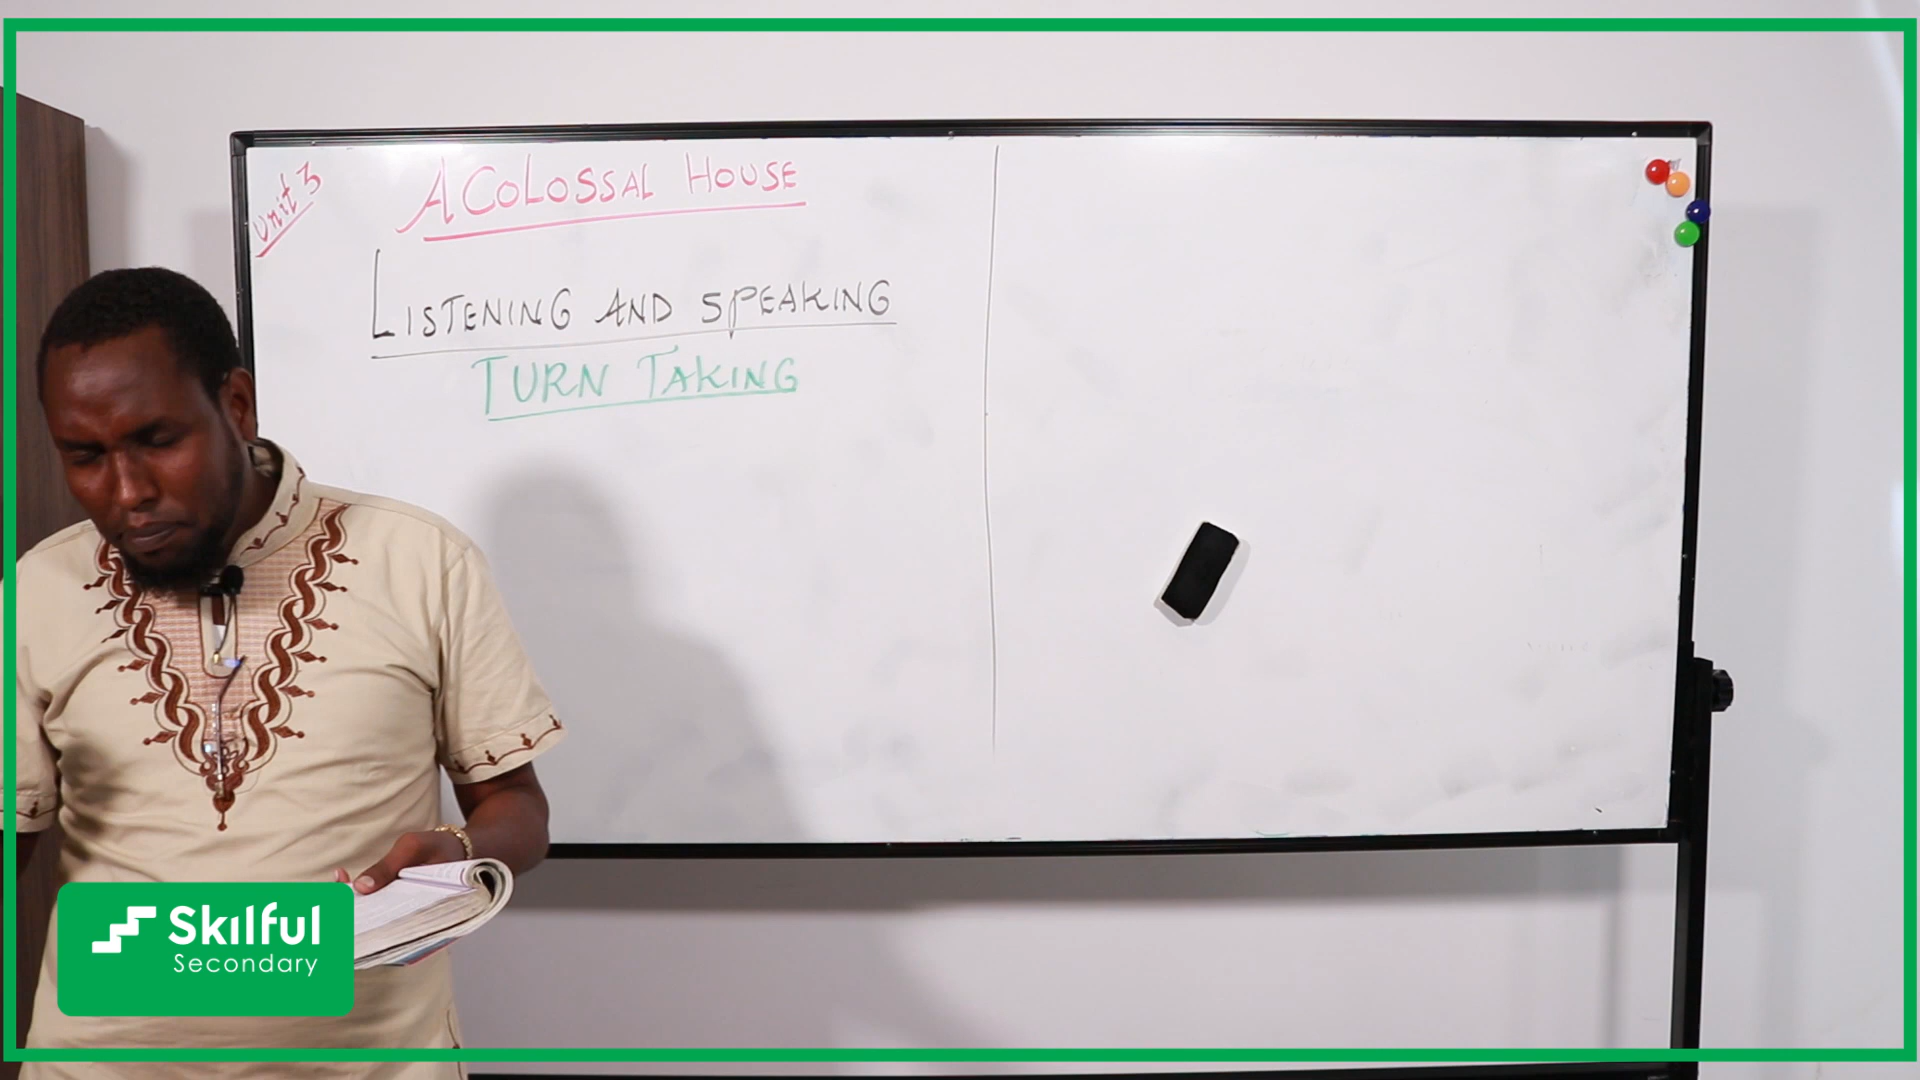 Unit 3
A COLOSSAL HOUSE
LISTENING AND SPEAKING
TURN TAKING
Skilful
Secondary